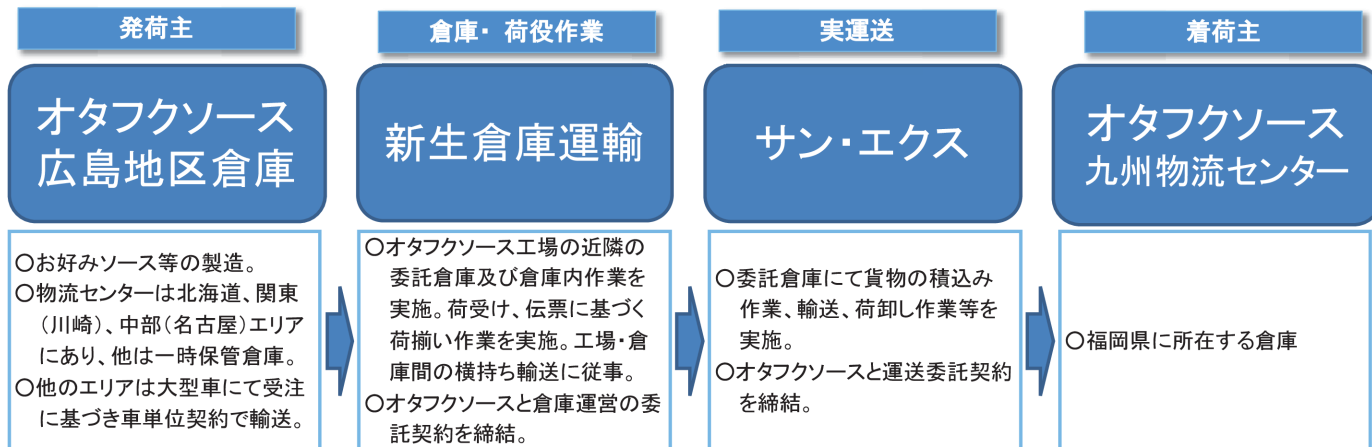 発荷主
オタフクソース
広島地区倉庫
〇お好みソース等の製造。
〇物流センターは北海道、関東
（川崎）、中部（名古屋）エリア
にあり、他は一時保管倉庫。
〇他のエリアは大型車にて受注
に基づき車単位契約で輸送。
倉庫・ 荷役作業
新生倉庫運輸
〇オタフクソース工場の近隣の
委託倉庫及び倉庫内作業を
実施。荷受け、伝票に基づく
荷揃い作業を実施。工場・倉
庫間の横持ち輸送に従事。
〇オタフクソースと倉庫運営の委
託契約を締結。
実運送
サン・エクス
〇委託倉庫にて貨物の積込み
作業、輸送、荷卸し作業等を
実施。
〇オタフクソースと運送委託契約
を締結。
着荷主
オタフクソース
九州物流センター
〇福岡県に所在する倉庫